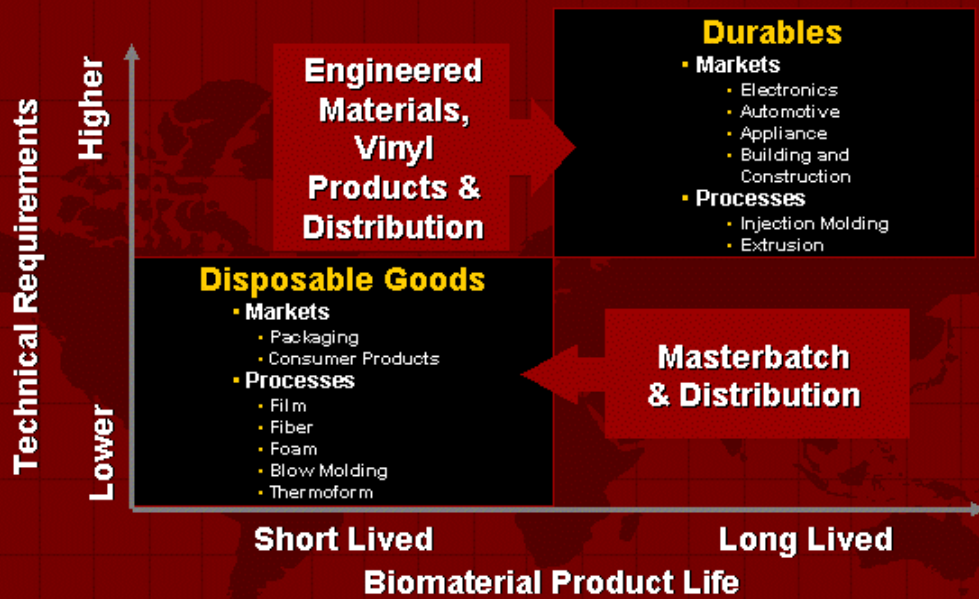 Technical Requirements
Higher
Lower
Engineered
Materials,
Vinyl
Products &
Distribution
Durables
▪ Markets
• Electronics
• Automotive
• Appliance
• Building and
Construction
▪ Processes
• Injection Molding
• Extrusion
Disposable Goods
▪ Markets
• Packaging
• Consumer Products
▪ Processes
• Film
• Fiber
• Foam
• Blow Molding
• Thermoform
Masterbatch
& Distribution
Short Lived
Long Lived
Biomaterial Product Life